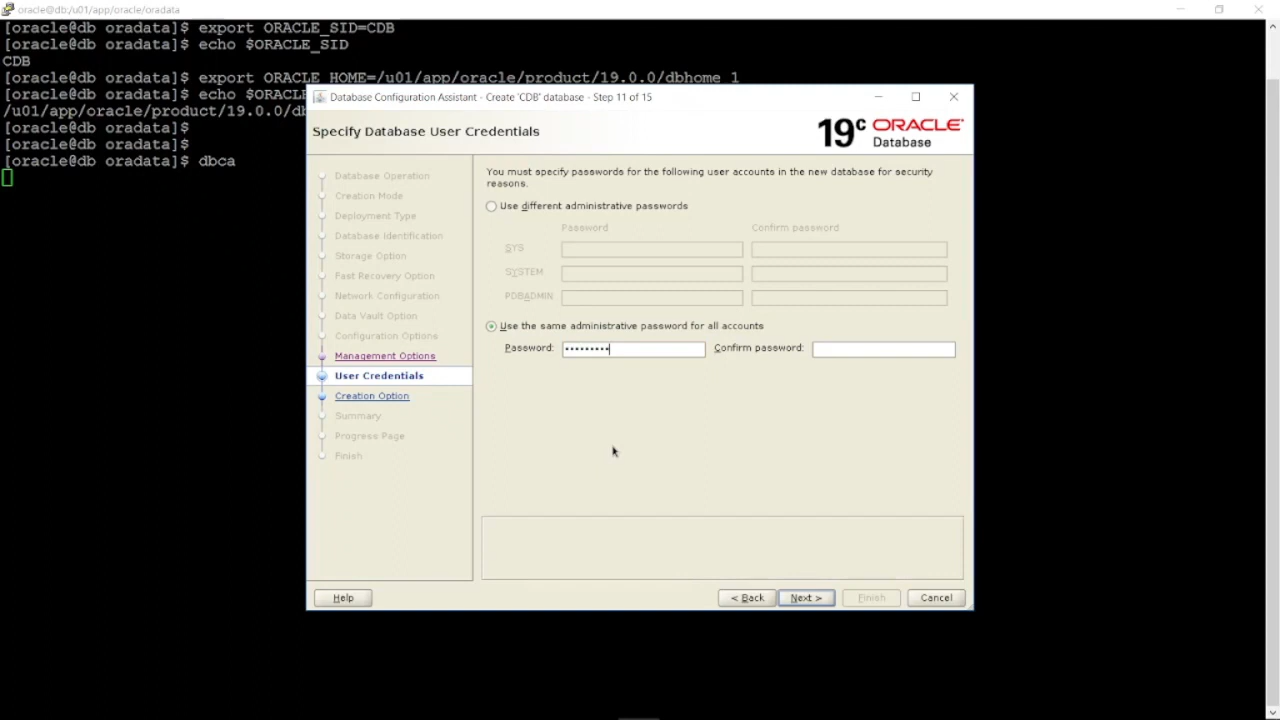 oracle@db:/u01/app/oracle/oradata
[oracle@db oradata]$ export ORACLE_SID=CDB
[oracle@db oradata]$ echo $ORACLE_SID
CDB
[oracle@db oradata]$ export ORACLE_HOME=/u01/app/oracle/product/19.0.0/dbhome_1
[oracle@db oradata]$ echo $ORACLE
/u01/app/oracle/product/19.0.0/db
[oracle@db oradata]$
[oracle@db oradata]$
[oracle@db oradata]$ dbca
Database Configuration Assistant - Create 'CDB' database - Step 11 of 15
Specify Database User Credentials
19c ORACLE
Database
Database Operation
Creation Mode
Deployment Type
Database Identification
Storage Option
Fast Recovery Option
Network Configuration
Data Vault Option
Configuration Options
Management Options
User Credentials
Creation Option
Summary
Progress Page
Finish
You must specify passwords for the following user accounts in the new database for security
reasons.
Use different administrative passwords
Password Confirm password
SYS
SYSTEM
PDBADMIN
Use the same administrative password for all accounts
Password: ••••••••• Confirm password:
Help < Back Next > Finish Cancel